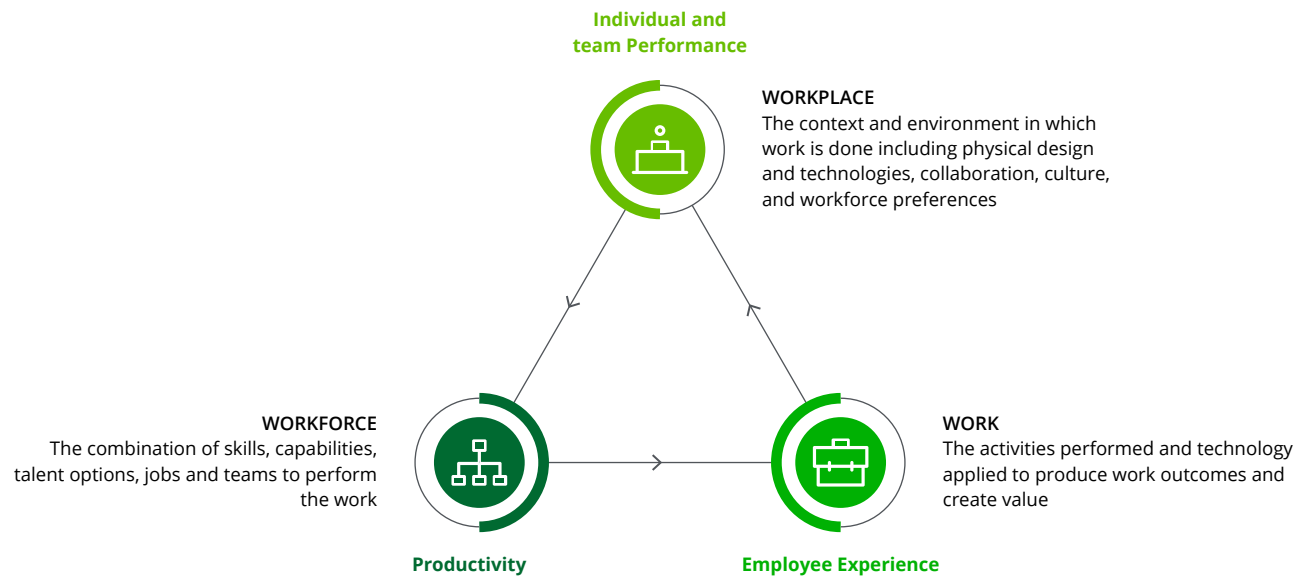 Individual and
team Performance
WORKPLACE
The context and environment in which
work is done including physical design
and technologies, collaboration, culture,
and workforce preferences
WORKFORCE
The combination of skills, capabilities,
talent options, jobs and teams to perform
the work
WORK
The activities performed and technology
applied to produce work outcomes and
create value
Productivity
Employee Experience